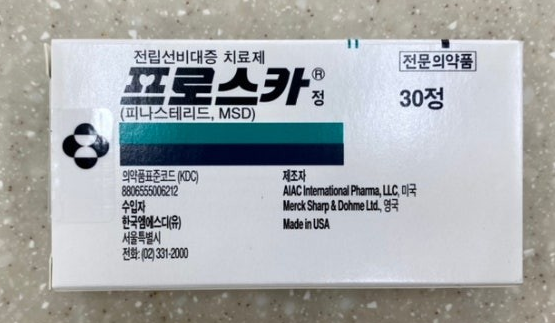 전립선비대증 치료제
전문의약품
프로스카® 정
30정
(피나스테리드, MSD)
의약품표준코드 (KDC)
8806555006212
수입자
한국엠에스디(유)
서울특별시
전화: (02) 331-2000
제조자
AIAC International Pharma, LLC, 미국
Merck Sharp & Dohme Ltd., 영국
Made in USA